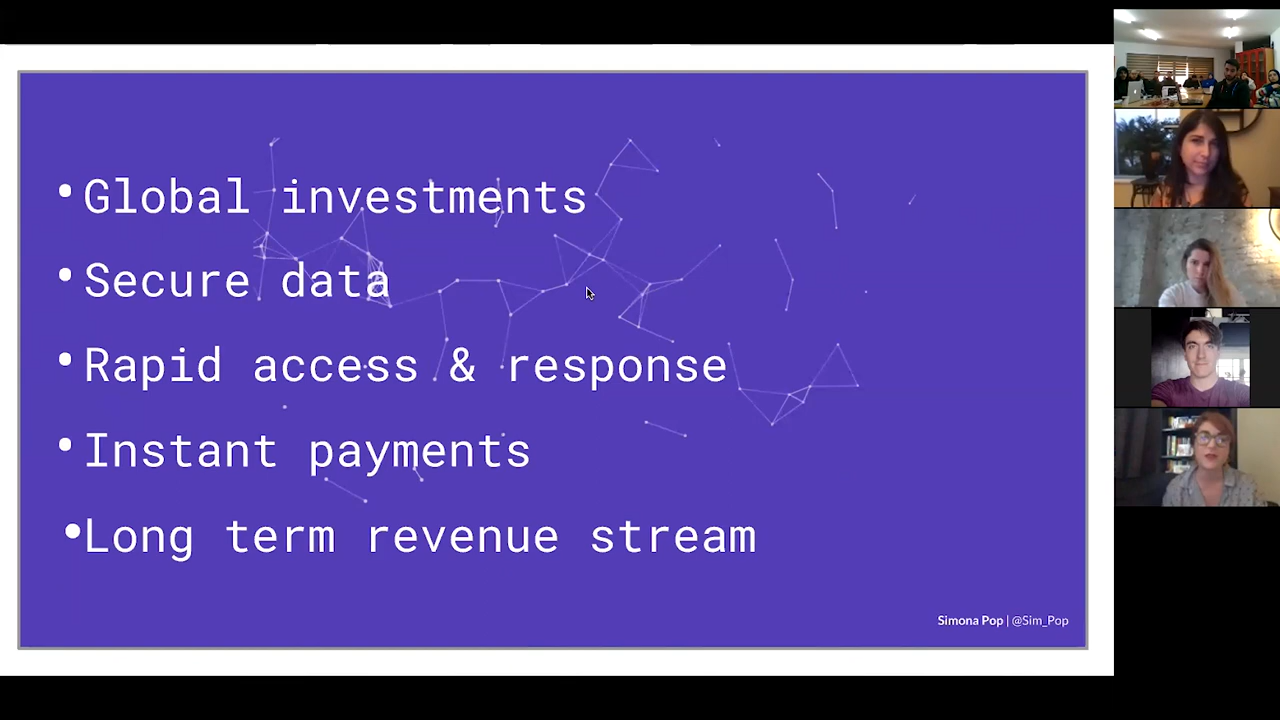 • Global investments
• Secure data
• Rapid access & response
• Instant payments
• Long term revenue stream
Simona Pop | @Sim_Pop